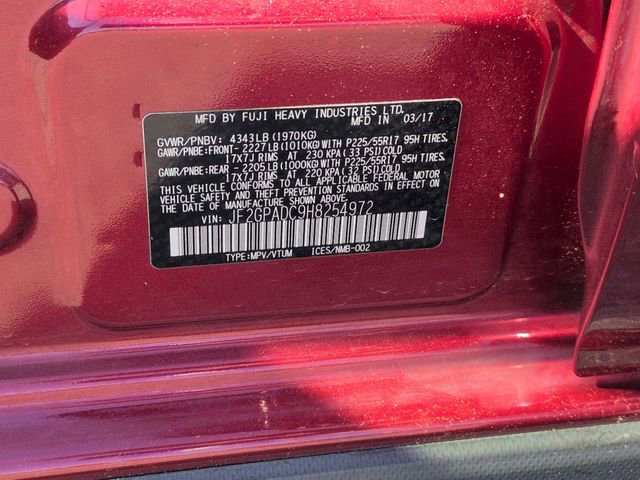 MFD BY FUJI HEAVY INDUSTRIES LTD.
MFD IN 03/17
GVWR/PNBV: 4343LB (1970KG)
GAWR/PNBE:FRONT- 2227LB(1010KG)WITH P225/55R17 95H TIRES,
17X7J RIMS AT 230 KPA(33 PSI)COLD
GAWR/PNBE:REAR - 2205LB(1000KG)WITH P225/55R17 95H TIRES,
17X7J RIMS AT 220 KPA(32 PSI)COLD
THIS VEHICLE CONFORMS TO ALL APPLICABLE FEDERAL MOTOR
VEHICLE SAFETY AND BUMPER STANDARDS IN EFFECT ON
THE DATE OF MANUFACTURE SHOWN ABOVE.
VIN: JF2GPADC9H8254972
TYPE:MPV/VTUM ICES/NMB-002